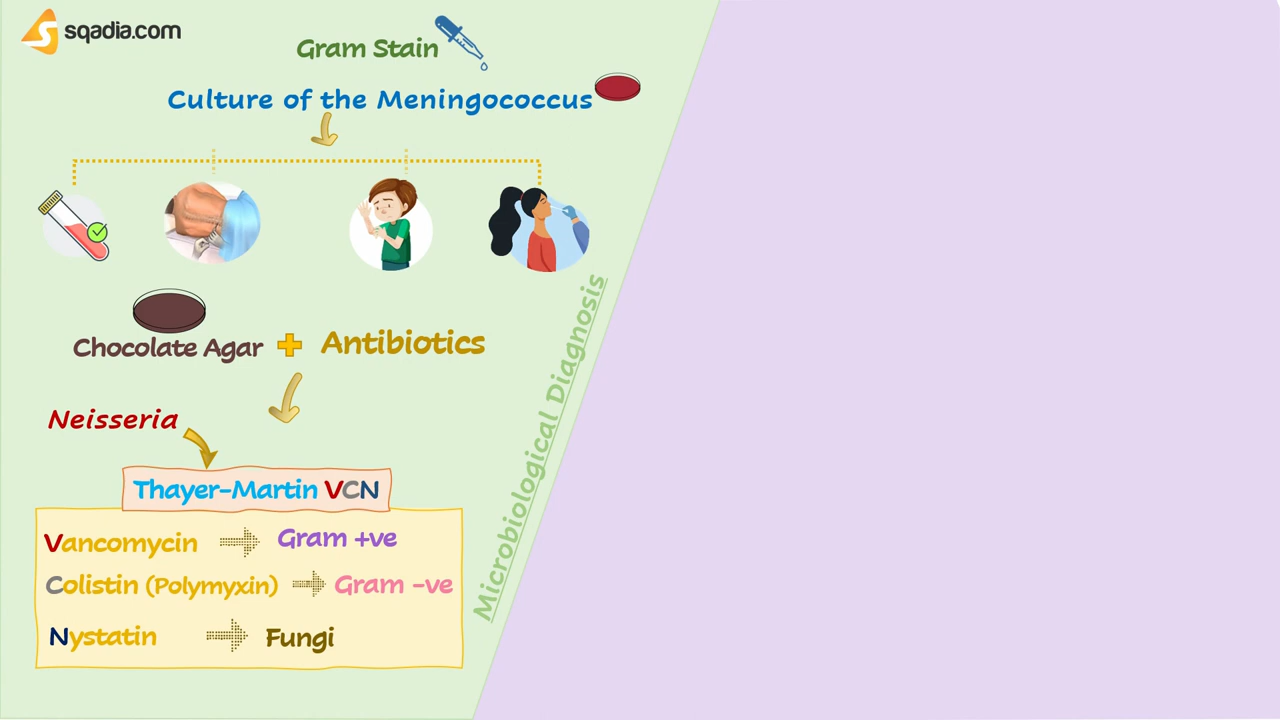 sqadia.com
Gram Stain
Culture of the Meningococcus
Chocolate Agar + Antibiotics
Neisseria
Thayer-Martin VCN
Vancomycin Gram +ve
Colistin (Polymyxin) Gram -ve
Nystatin Fungi
Microbiological Diagnosis